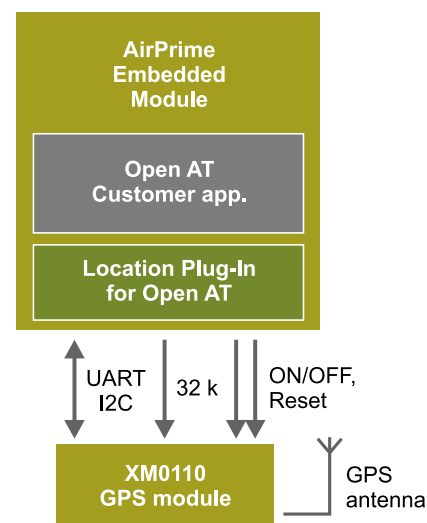 AirPrime
Embedded
Module
Open AT
Customer app.
Location Plug-In
for Open AT
UART
I2C
32 k
ON/OFF,
Reset
XM0110
GPS module
GPS
antenna